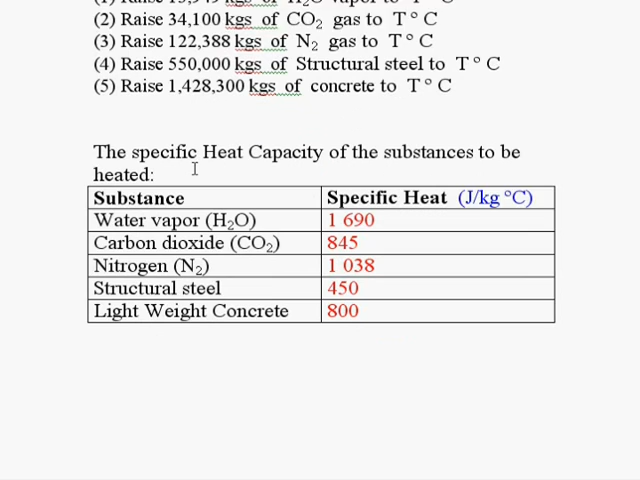 (2) Raise 34,100 kgs of CO₂ gas to T° C
(3) Raise 122,388 kgs of N₂ gas to T° C
(4) Raise 550,000 kgs of Structural steel to T° C
(5) Raise 1,428,300 kgs of concrete to T° C
The specific Heat Capacity of the substances to be
heated:
Substance Specific Heat (J/kg °C)
Water vapor (H₂O) 1 690
Carbon dioxide (CO₂) 845
Nitrogen (N₂) 1 038
Structural steel 450
Light Weight Concrete 800